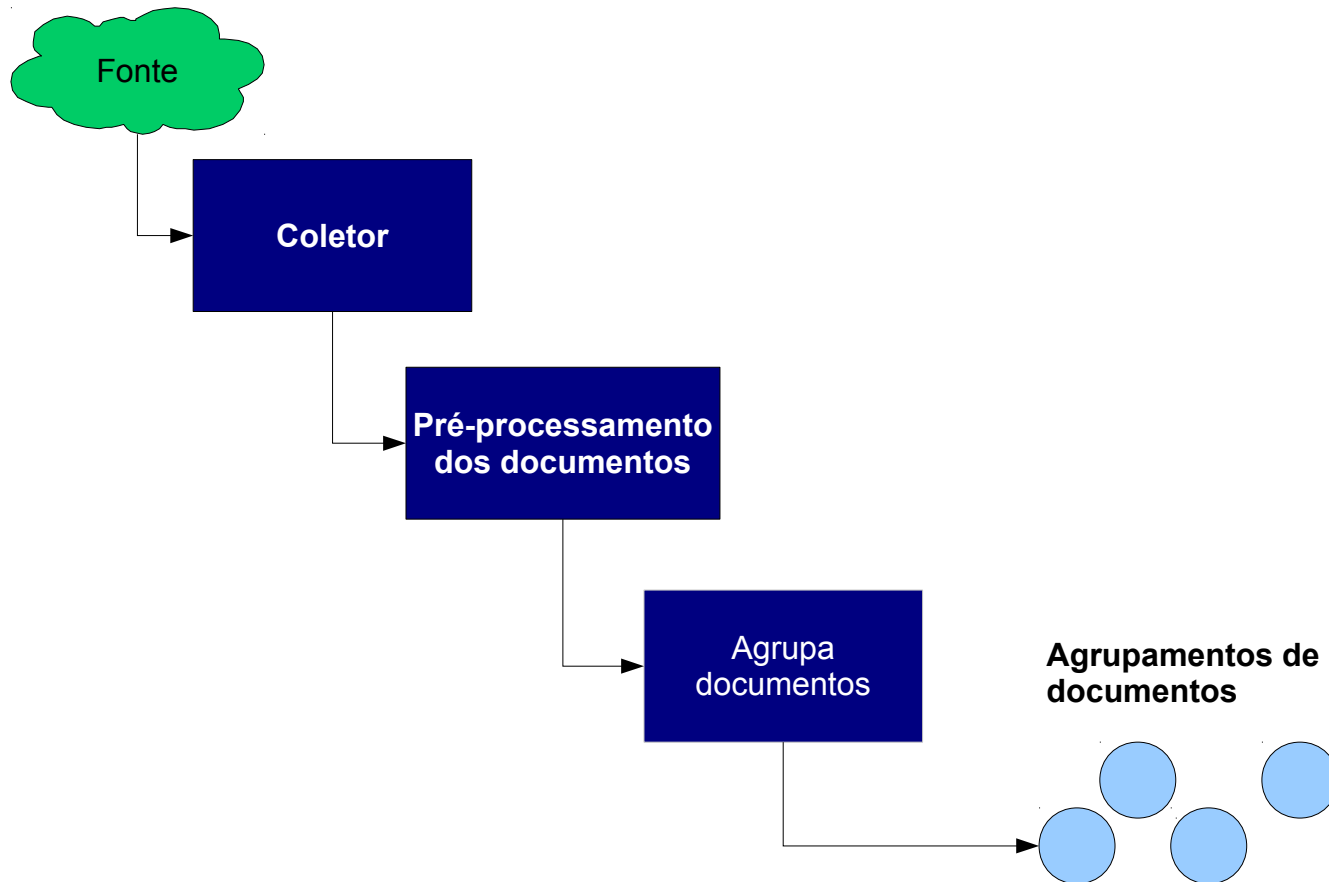 Fonte
Coletor
Pré-processamento
dos documentos
Agrupa
documentos
Agrupamentos de
documentos